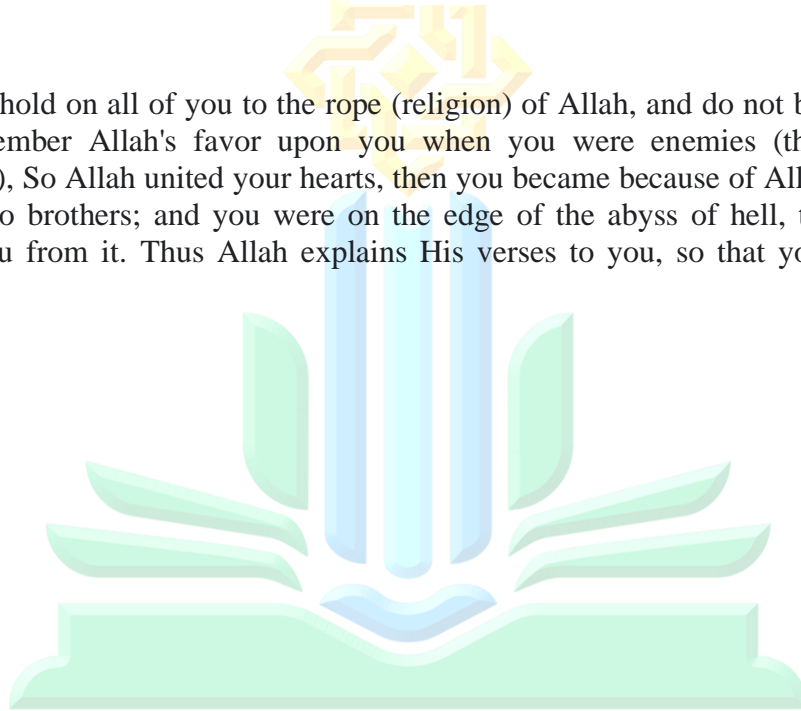 hold on all of you to the rope (religion) of Allah, and do not b
ember Allah's favor upon you when you were enemies (th
), So Allah united your hearts, then you became because of All
o brothers; and you were on the edge of the abyss of hell, t
u from it. Thus Allah explains His verses to you, so that yo